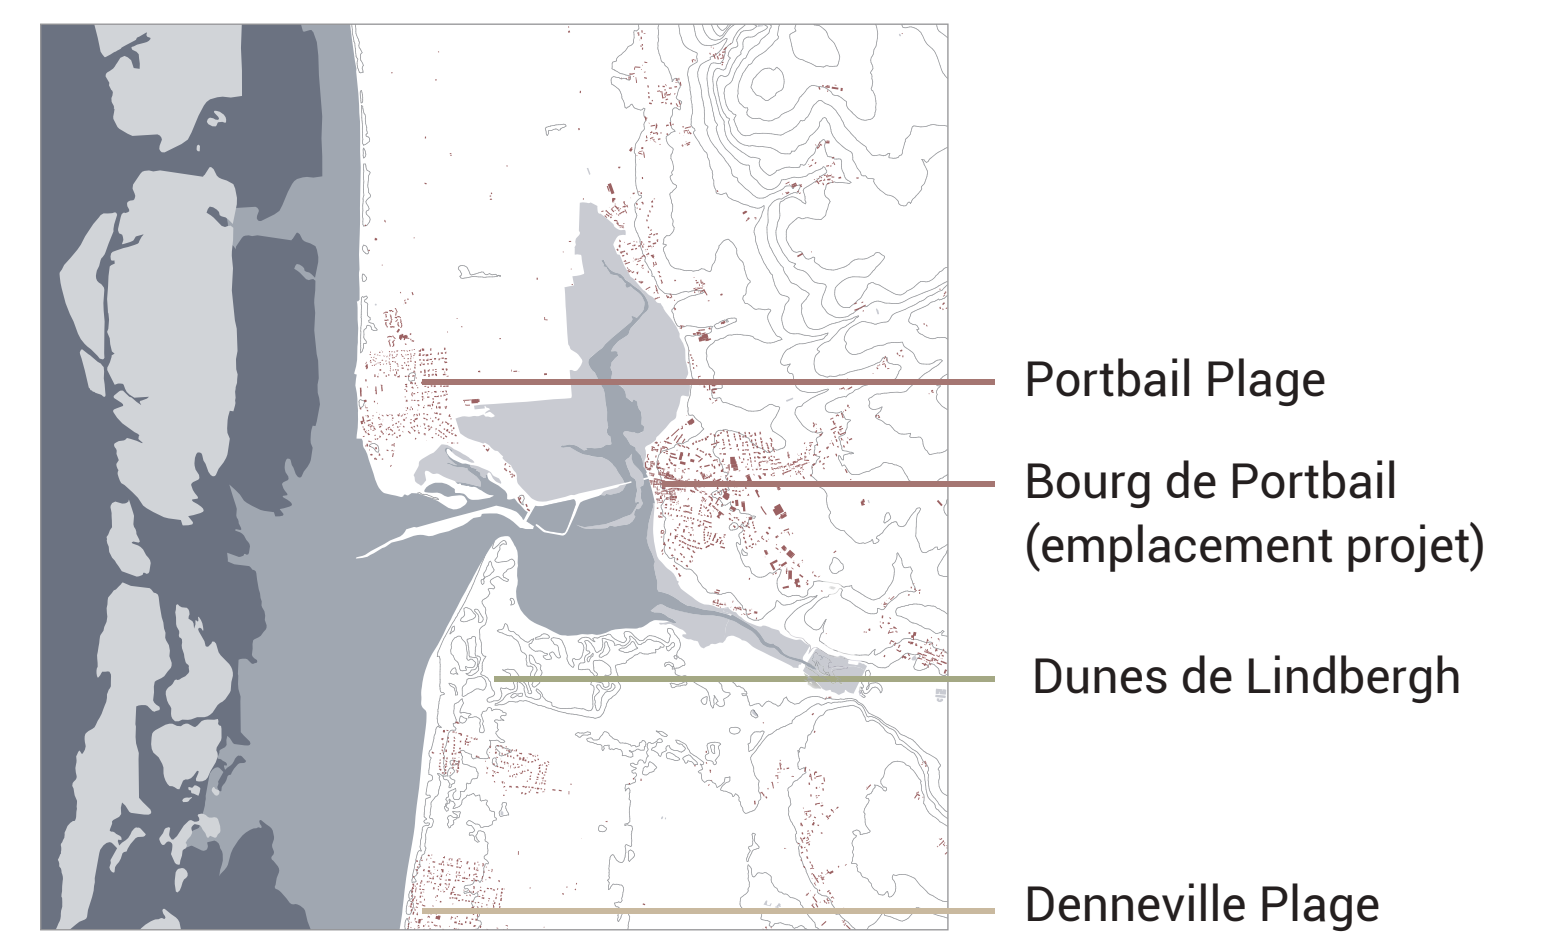 Portbail Plage
Bourg de Portbail
(emplacement projet)
Dunes de Lindbergh
Denneville Plage